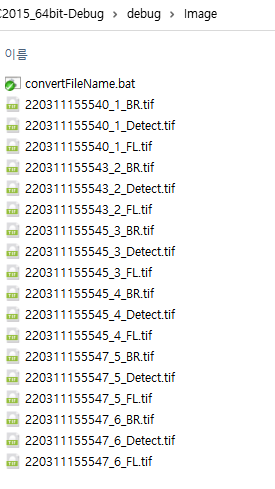 C2015_64bit-Debug > debug > Image
이름
convertFileName.bat
220311155540_1_BR.tif
220311155540_1_Detect.tif
220311155540_1_FL.tif
220311155543_2_BR.tif
220311155543_2_Detect.tif
220311155543_2_FL.tif
220311155545_3_BR.tif
220311155545_3_Detect.tif
220311155545_3_FL.tif
220311155545_4_BR.tif
220311155545_4_Detect.tif
220311155545_4_FL.tif
220311155547_5_BR.tif
220311155547_5_Detect.tif
220311155547_5_FL.tif
220311155547_6_BR.tif
220311155547_6_Detect.tif
220311155547_6_FL.tif